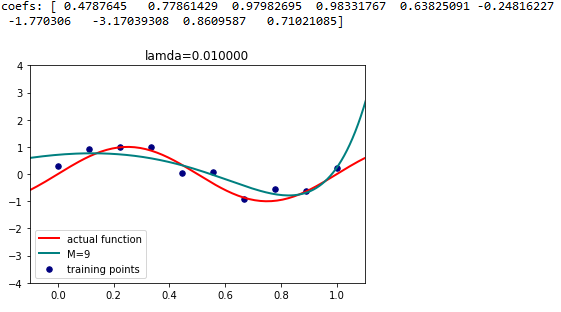 coefs: [ 0.4787645   0.77861429  0.97982695  0.98331767  0.63825091 -0.24816227
 -1.770306   -3.17039308  0.8609587   0.71021085]
lamda=0.010000
4
3
2
1
0
−1
−2
−3
−4
actual function
M=9
training points
0.0 0.2 0.4 0.6 0.8 1.0